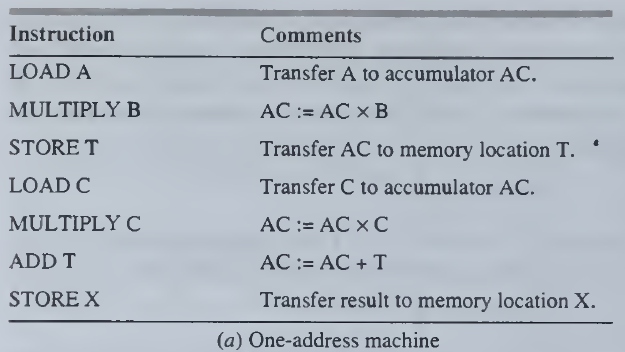 Instruction Comments
LOAD A Transfer A to accumulator AC.
MULTIPLY B AC := AC × B
STORE T Transfer AC to memory location T.
LOAD C Transfer C to accumulator AC.
MULTIPLY C AC := AC × C
ADD T AC := AC + T
STORE X Transfer result to memory location X.
(a) One-address machine